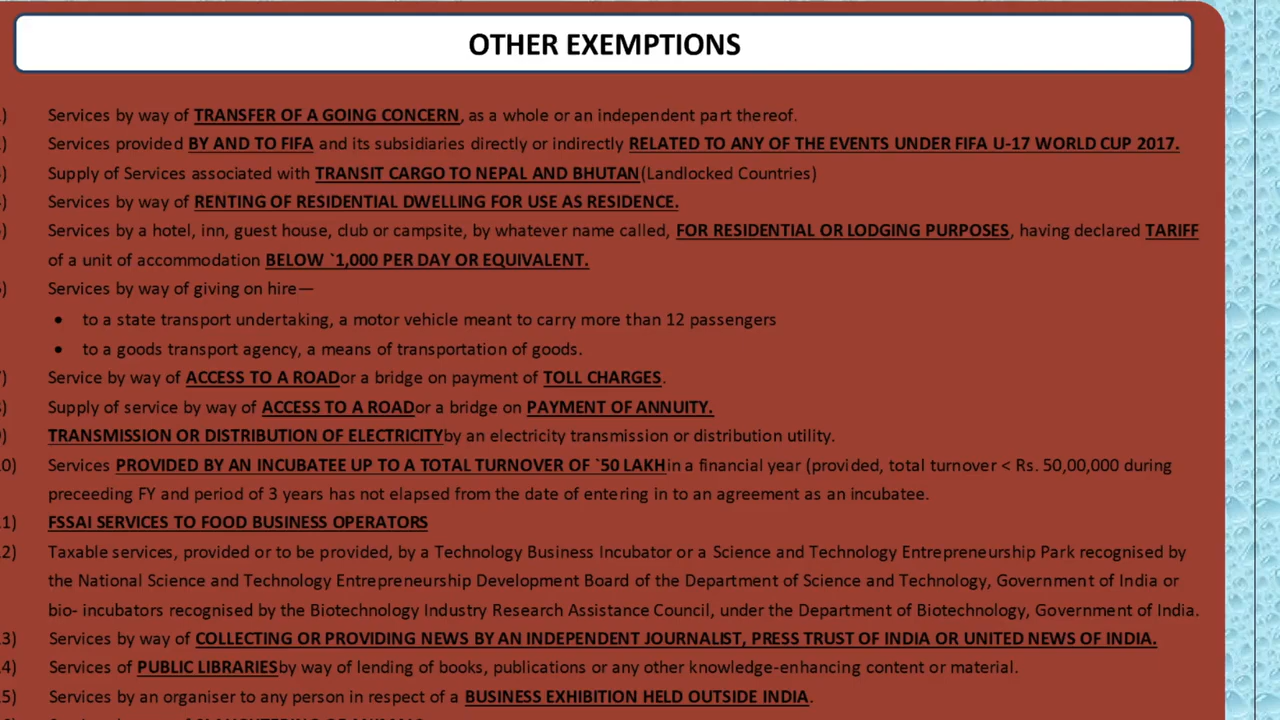 OTHER EXEMPTIONS
) Services by way of TRANSFER OF A GOING CONCERN, as a whole or an independent part thereof.
) Services provided BY AND TO FIFA and its subsidiaries directly or indirectly RELATED TO ANY OF THE EVENTS UNDER FIFA U-17 WORLD CUP 2017.
) Supply of Services associated with TRANSIT CARGO TO NEPAL AND BHUTAN(Landlocked Countries)
) Services by way of RENTING OF RESIDENTIAL DWELLING FOR USE AS RESIDENCE.
) Services by a hotel, inn, guest house, club or campsite, by whatever name called, FOR RESIDENTIAL OR LODGING PURPOSES, having declared TARIFF
of a unit of accommodation BELOW `1,000 PER DAY OR EQUIVALENT.
) Services by way of giving on hire—
• to a state transport undertaking, a motor vehicle meant to carry more than 12 passengers
• to a goods transport agency, a means of transportation of goods.
) Service by way of ACCESS TO A ROADor a bridge on payment of TOLL CHARGES.
) Supply of service by way of ACCESS TO A ROADor a bridge on PAYMENT OF ANNUITY.
) TRANSMISSION OR DISTRIBUTION OF ELECTRICITYby an electricity transmission or distribution utility.
0) Services PROVIDED BY AN INCUBATEE UP TO A TOTAL TURNOVER OF `50 LAKHin a financial year (provided, total turnover < Rs. 50,00,000 during
preceeding FY and period of 3 years has not elapsed from the date of entering in to an agreement as an incubatee.
1) FSSAI SERVICES TO FOOD BUSINESS OPERATORS
2) Taxable services, provided or to be provided, by a Technology Business Incubator or a Science and Technology Entrepreneurship Park recognised by
the National Science and Technology Entrepreneurship Development Board of the Department of Science and Technology, Government of India or
bio- incubators recognised by the Biotechnology Industry Research Assistance Council, under the Department of Biotechnology, Government of India.
3) Services by way of COLLECTING OR PROVIDING NEWS BY AN INDEPENDENT JOURNALIST, PRESS TRUST OF INDIA OR UNITED NEWS OF INDIA.
4) Services of PUBLIC LIBRARIESby way of lending of books, publications or any other knowledge-enhancing content or material.
5) Services by an organiser to any person in respect of a BUSINESS EXHIBITION HELD OUTSIDE INDIA.